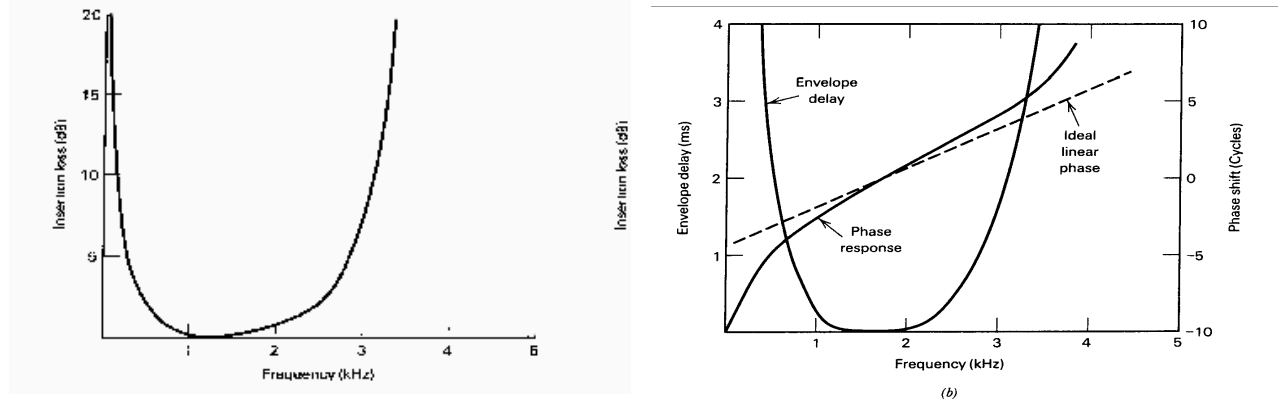 20
15
10
5
Insertion loss (dB)
1
2
3
4
5
Frequency (kHz)
Insertion loss (dB)
4
3
2
1
Envelope delay (ms)
Envelope
delay
Phase
response
Ideal
linear
phase
10
5
0
−5
−10
Phase shift (Cycles)
1
2
3
4
5
Frequency (kHz)
(b)